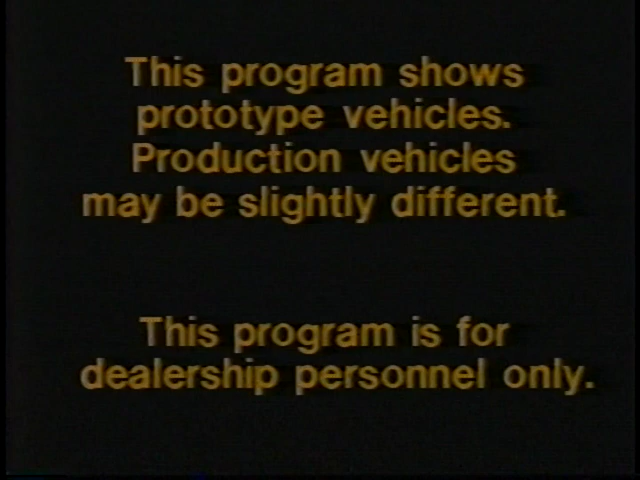 This program shows
prototype vehicles.
Production vehicles
may be slightly different.
This program is for
dealership personnel only.